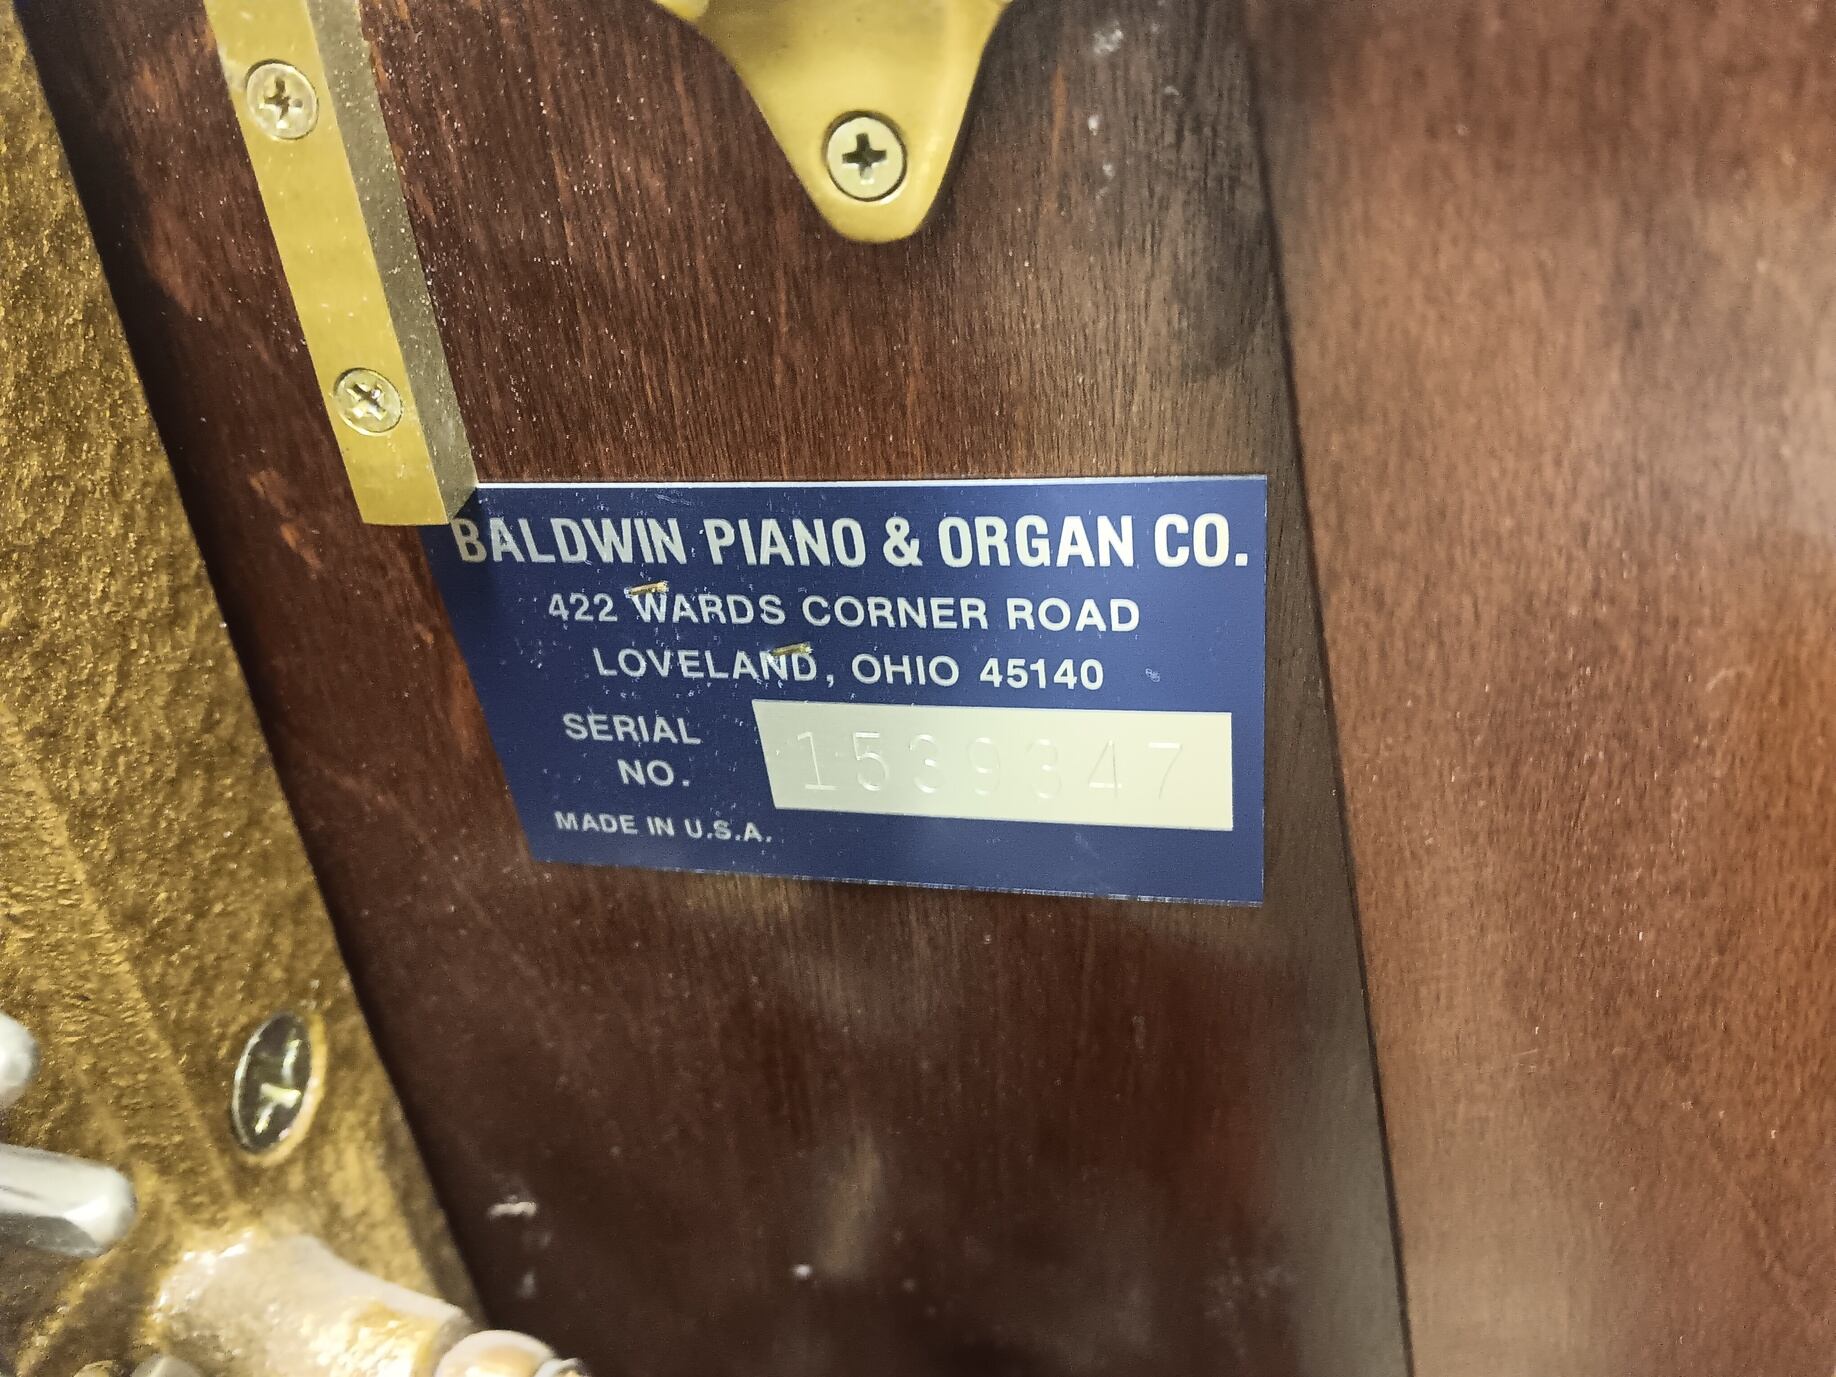 BALDWIN PIANO & ORGAN CO.
422 WARDS CORNER ROAD
LOVELAND, OHIO 45140
SERIAL NO. 1539347
MADE IN U.S.A.